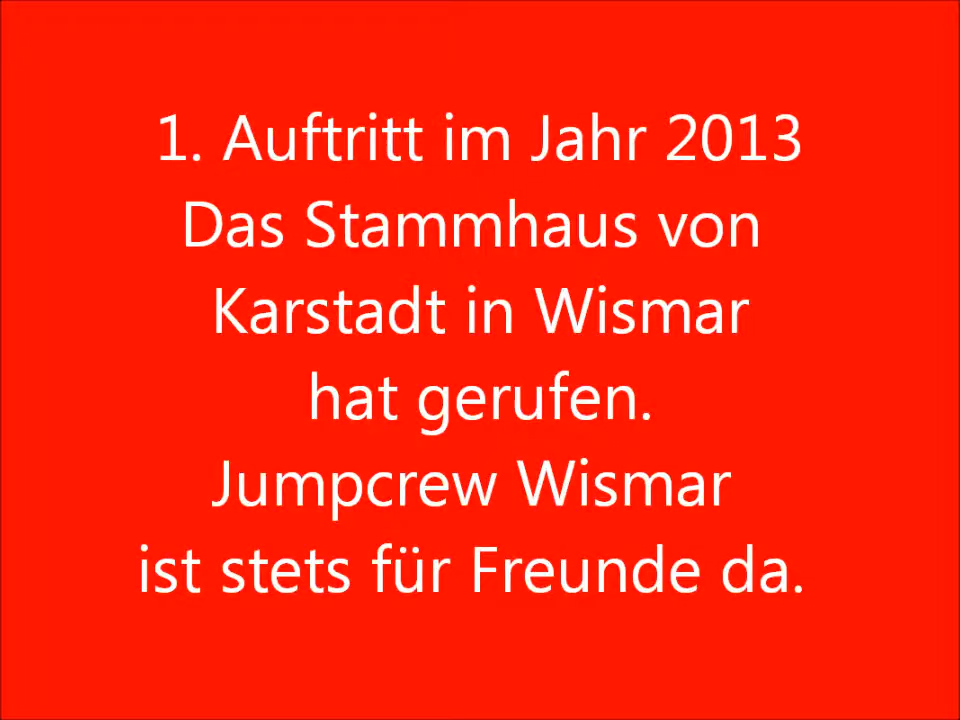 1. Auftritt im Jahr 2013
Das Stammhaus von
Karstadt in Wismar
hat gerufen.
Jumpcrew Wismar
ist stets für Freunde da.